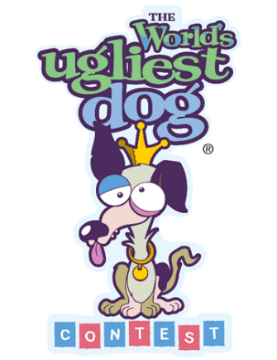 THE
World's
ugliest
dog
®
CONTEST